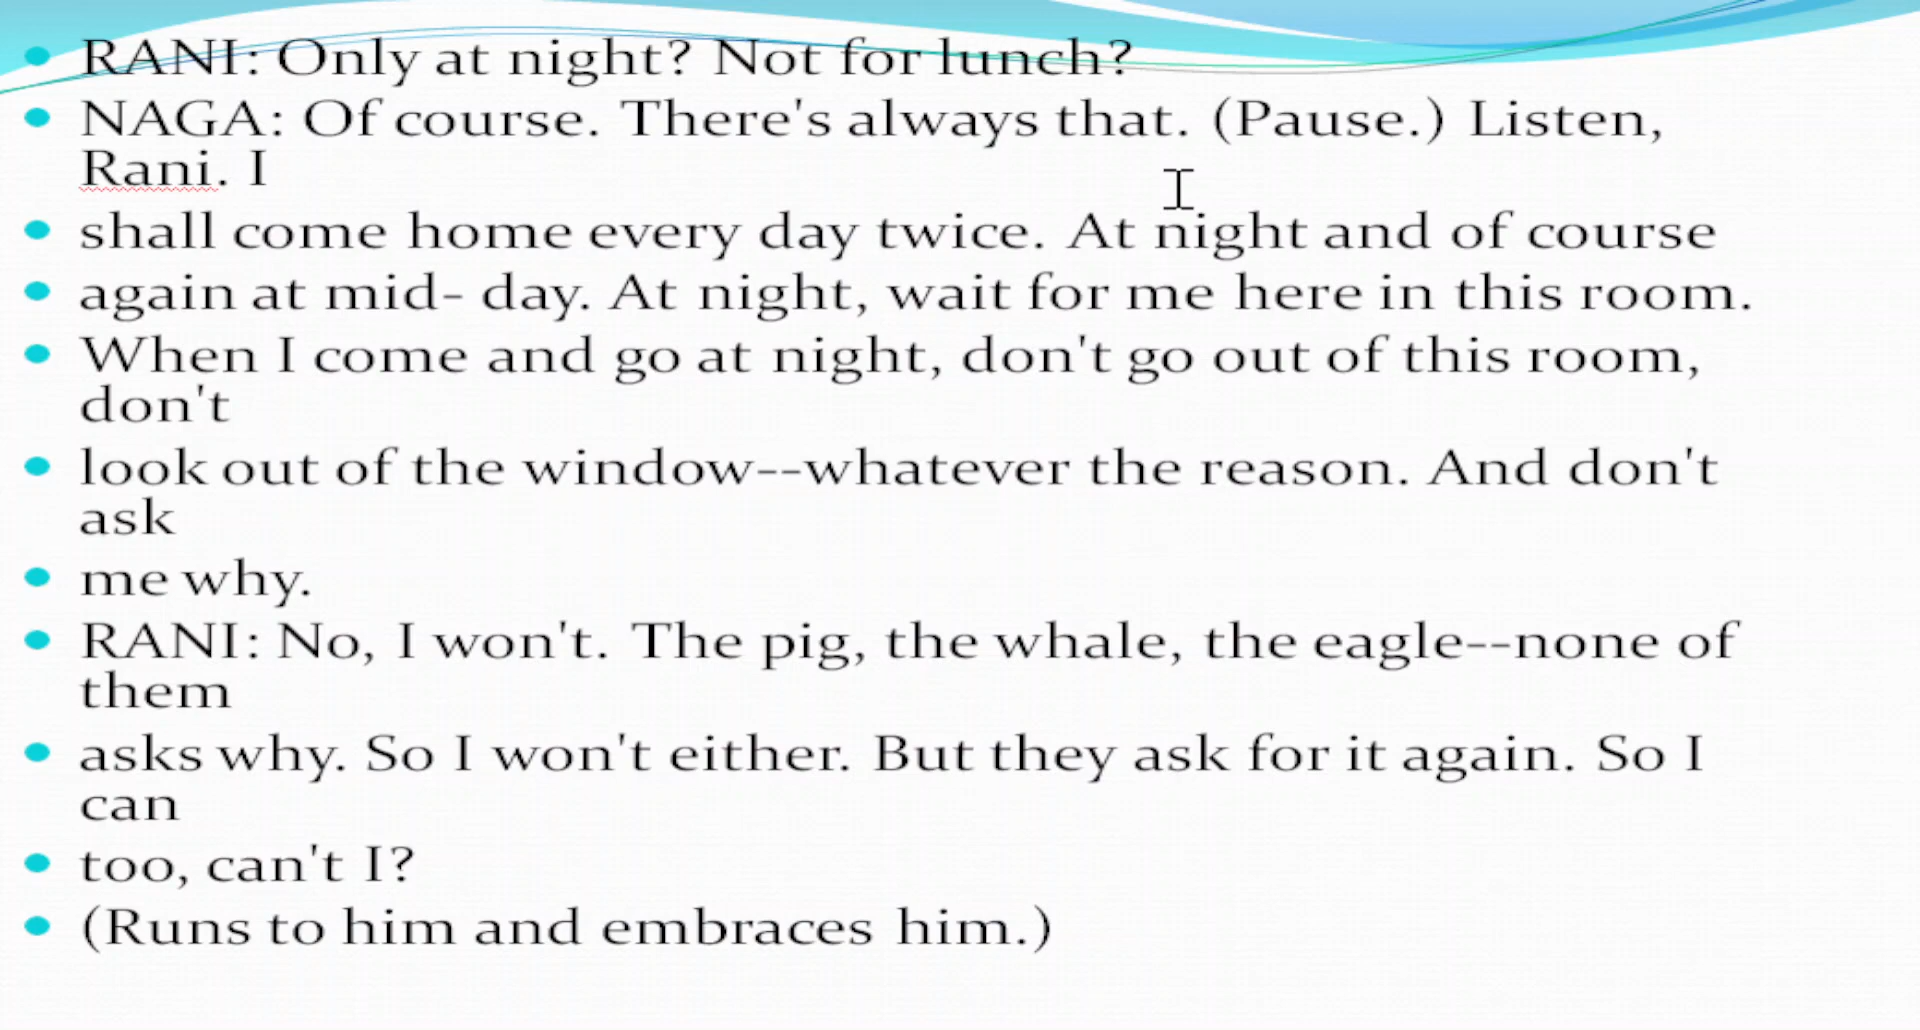 RANI: Only at night? Not for lunch?
NAGA: Of course. There's always that. (Pause.) Listen,
Rani. I
shall come home every day twice. At night and of course
again at mid- day. At night, wait for me here in this room.
When I come and go at night, don't go out of this room,
don't
look out of the window--whatever the reason. And don't
ask
me why.
RANI: No, I won't. The pig, the whale, the eagle--none of
them
asks why. So I won't either. But they ask for it again. So I
can
too, can't I?
(Runs to him and embraces him.)